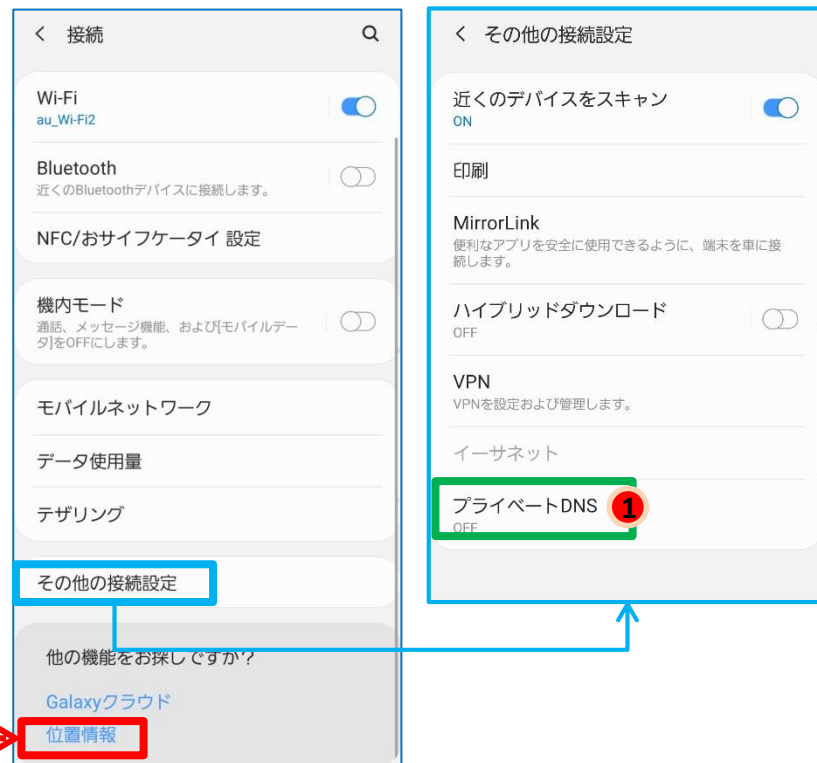 接続
Wi-Fi
au_Wi-Fi2
Bluetooth
近くのBluetoothデバイスに接続します。
NFC/おサイフケータイ 設定
機内モード
通話、メッセージ機能、および[モバイルデー
タ]をOFFにします。
モバイルネットワーク
データ使用量
テザリング
その他の接続設定
他の機能をお探しですか?
Galaxyクラウド
位置情報
その他の接続設定
近くのデバイスをスキャン
ON
印刷
MirrorLink
便利なアプリを安全に使用できるように、端末を車に接
続します。
ハイブリッドダウンロード
OFF
VPN
VPNを設定および管理します。
イーサネット
プライベートDNS
1
OFF